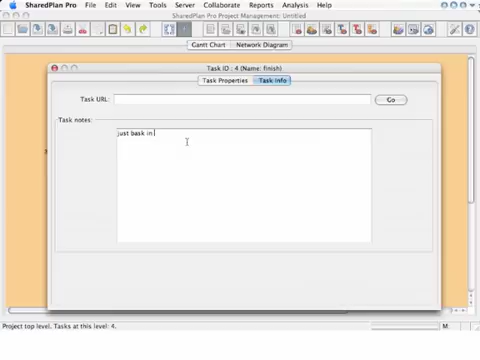 SharedPlan Pro File Edit View Tools Server Collaborate Reports Analysis Help
SharedPlan Pro Project Management: Untitled
Gantt Chart Network Diagram
Task ID : 4 (Name: finish)
Task Properties Task Info
Task URL: Go
Task notes:
just bask in
Project top level. Tasks at this level: 4.
M: